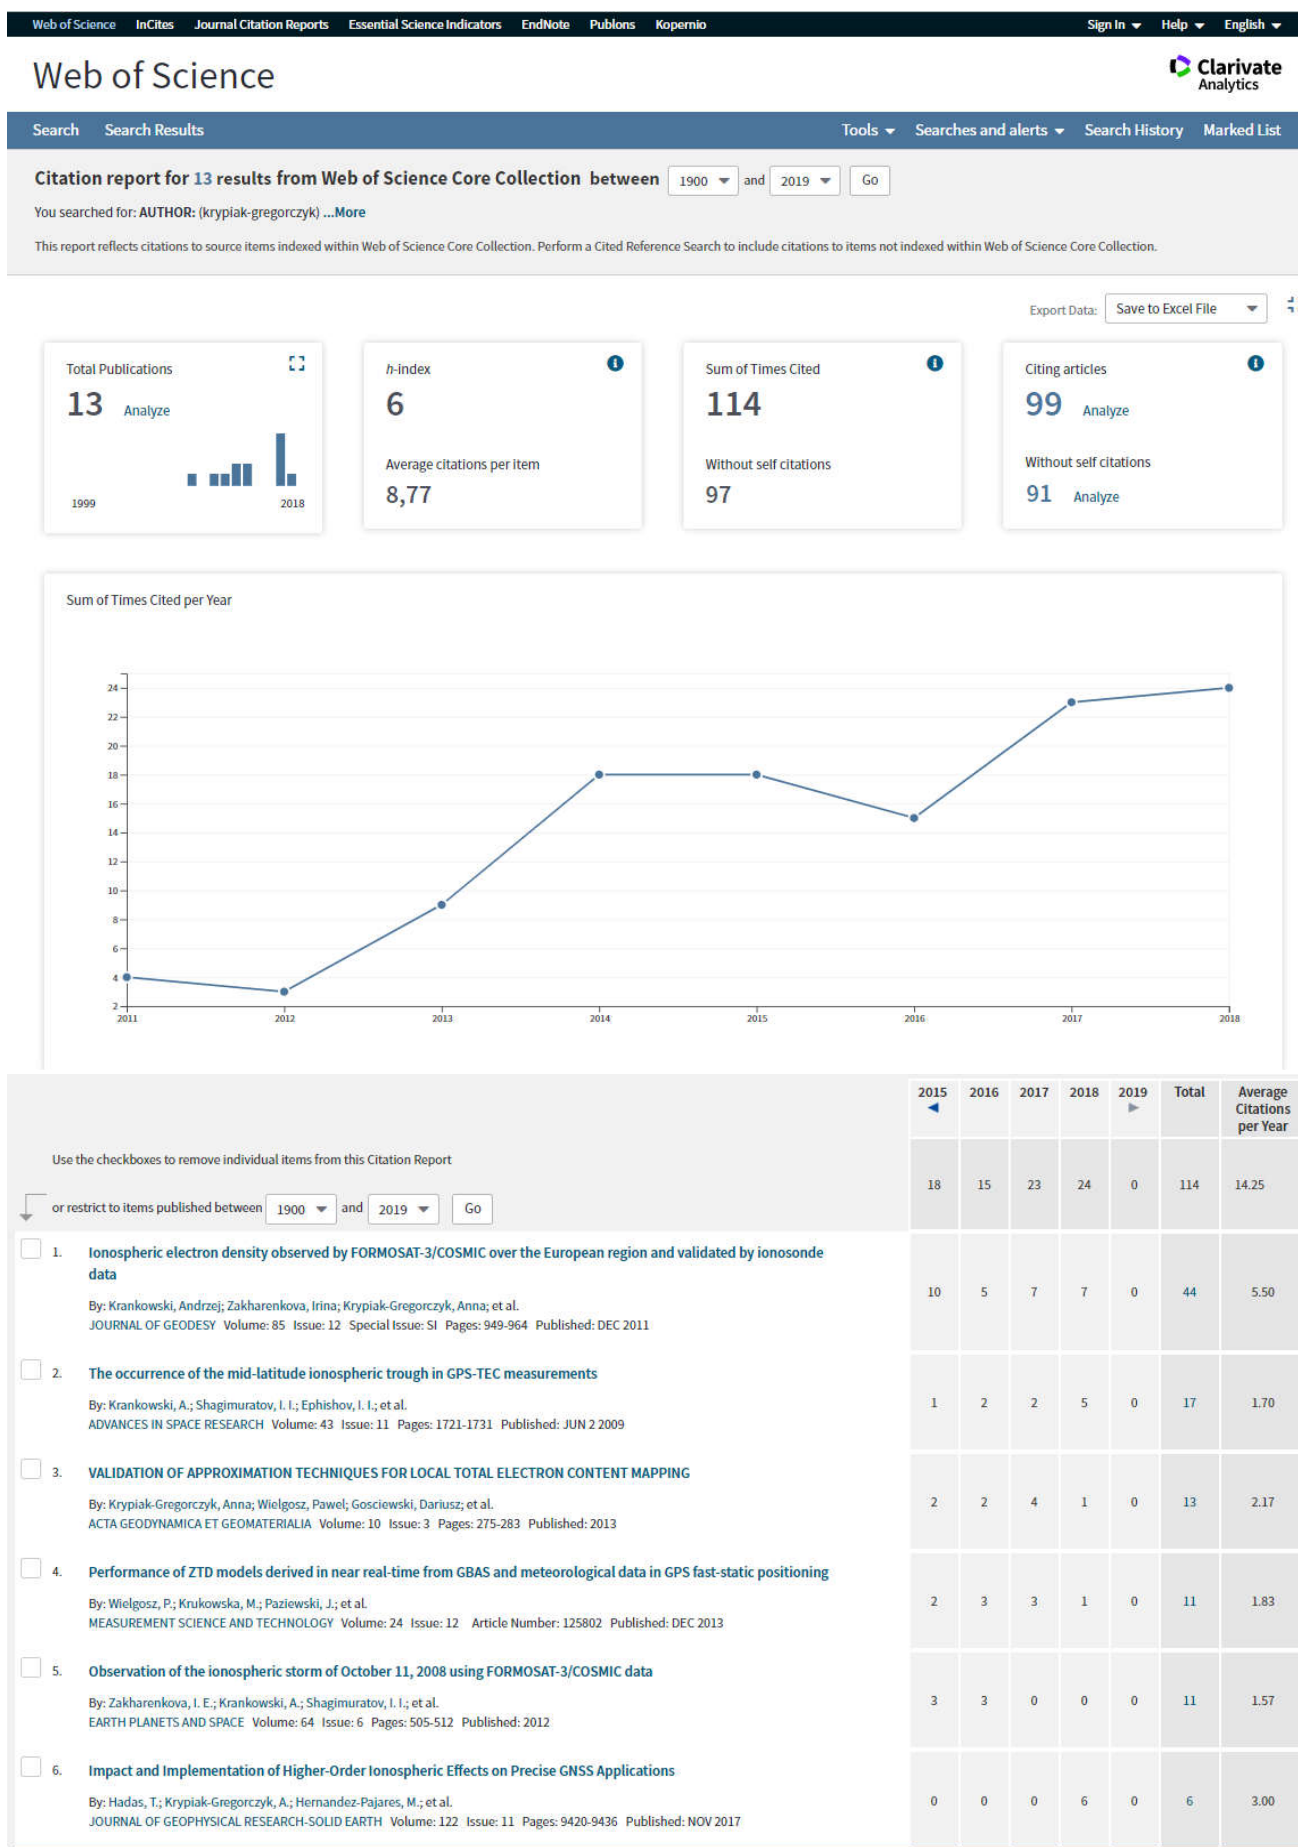 Web of Science InCites Journal Citation Reports Essential Science Indicators EndNote Publons Kopernio Sign In Help English
Web of Science
Clarivate
Analytics
Search Search Results Tools Searches and alerts Search History Marked List
Citation report for 13 results from Web of Science Core Collection between 1900 and 2019 Go
You searched for: AUTHOR: (krypiak-gregorczyk) ...More
This report reflects citations to source items indexed within Web of Science Core Collection. Perform a Cited Reference Search to include citations to items not indexed within Web of Science Core Collection.
Export Data: Save to Excel File
Total Publications
13 Analyze
1999 2018
h-index
6
Average citations per item
8,77
Sum of Times Cited
114
Without self citations
97
Citing articles
99 Analyze
Without self citations
91 Analyze
Sum of Times Cited per Year
24
22
20
18
16
14
12
10
8
6
4
2
2011 2012 2013 2014 2015 2016 2017 2018
2015 2016 2017 2018 2019 Total Average
Citations
per Year
Use the checkboxes to remove individual items from this Citation Report
or restrict to items published between 1900 and 2019 Go
18 15 23 24 0 114 14.25
1. Ionospheric electron density observed by FORMOSAT-3/COSMIC over the European region and validated by ionosonde
data
By: Krankowski, Andrzej; Zakharenkova, Irina; Krypiak-Gregorczyk, Anna; et al.
JOURNAL OF GEODESY Volume: 85 Issue: 12 Special Issue: SI Pages: 949-964 Published: DEC 2011
10 5 7 7 0 44 5.50
2. The occurrence of the mid-latitude ionospheric trough in GPS-TEC measurements
By: Krankowski, A.; Shagimuratov, I. I.; Ephishov, I. I.; et al.
ADVANCES IN SPACE RESEARCH Volume: 43 Issue: 11 Pages: 1721-1731 Published: JUN 2 2009
1 2 2 5 0 17 1.70
3. VALIDATION OF APPROXIMATION TECHNIQUES FOR LOCAL TOTAL ELECTRON CONTENT MAPPING
By: Krypiak-Gregorczyk, Anna; Wielgosz, Pawel; Gosciewski, Dariusz; et al.
ACTA GEODYNAMICA ET GEOMATERIALIA Volume: 10 Issue: 3 Pages: 275-283 Published: 2013
2 2 4 1 0 13 2.17
4. Performance of ZTD models derived in near real-time from GBAS and meteorological data in GPS fast-static positioning
By: Wielgosz, P.; Krukowska, M.; Paziewski, J.; et al.
MEASUREMENT SCIENCE AND TECHNOLOGY Volume: 24 Issue: 12 Article Number: 125802 Published: DEC 2013
2 3 3 1 0 11 1.83
5. Observation of the ionospheric storm of October 11, 2008 using FORMOSAT-3/COSMIC data
By: Zakharenkova, I. E.; Krankowski, A.; Shagimuratov, I. I.; et al.
EARTH PLANETS AND SPACE Volume: 64 Issue: 6 Pages: 505-512 Published: 2012
3 3 0 0 0 11 1.57
6. Impact and Implementation of Higher-Order Ionospheric Effects on Precise GNSS Applications
By: Hadas, T.; Krypiak-Gregorczyk, A.; Hernandez-Pajares, M.; et al.
JOURNAL OF GEOPHYSICAL RESEARCH-SOLID EARTH Volume: 122 Issue: 11 Pages: 9420-9436 Published: NOV 2017
0 0 0 6 0 6 3.00